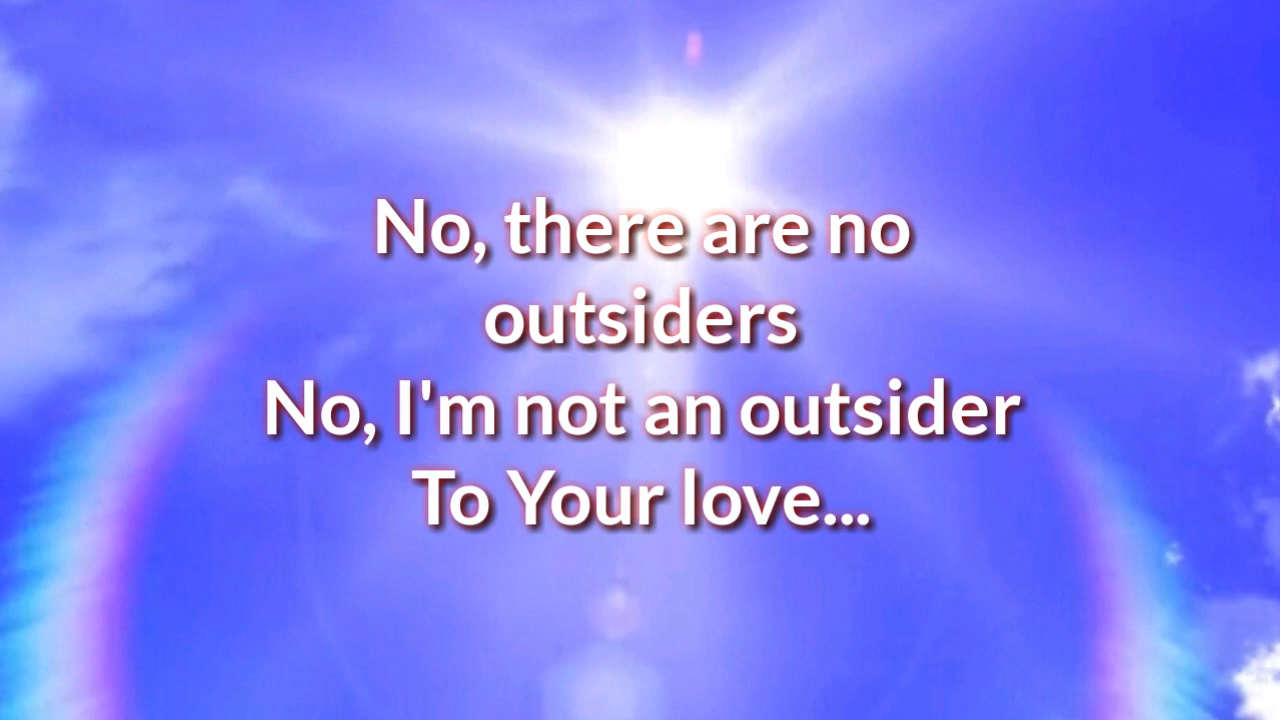 No, there are no
outsiders
No, I'm not an outsider
To Your love...